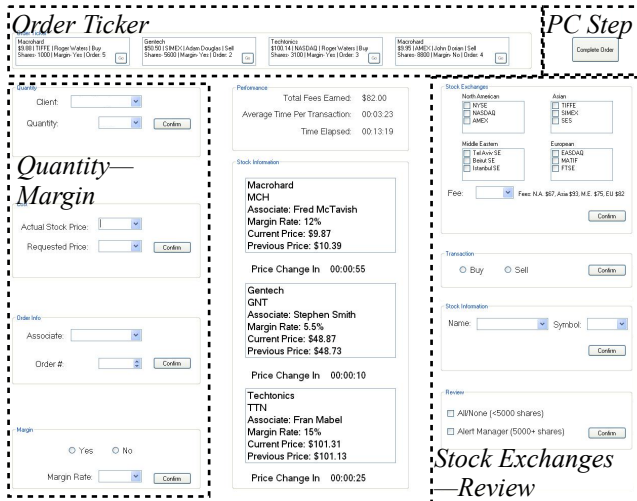 Order Ticker
PC Step
Order Ticker
Macrohard
$9.88 | TIFFE | Roger Waters | Buy
Shares- 1000 | Margin- Yes | Order: 5
Go
Gentech
$50.50 | SIMEX | Adam Douglas | Sell
Shares- 5600 | Margin- Yes | Order: 2
Go
Techtonics
$100.14 | NASDAQ | Roger Waters | Buy
Shares- 3100 | Margin- Yes | Order: 3
Go
Macrohard
$9.95 | AMEX | John Dorian | Sell
Shares- 8800 | Margin- No | Order: 4
Go
Complete Order
Quantity
Client:
Quantity:
Confirm
Quantity—
Margin
Cost
Actual Stock Price:
Requested Price:
Confirm
Order Info
Associate:
Order #:
Confirm
Margin
Yes
No
Margin Rate:
Confirm
Performance
Total Fees Earned: $82.00
Average Time Per Transaction: 00:03:23
Time Elapsed: 00:13:19
Stock Information
Macrohard
MCH
Associate: Fred McTavish
Margin Rate: 12%
Current Price: $9.87
Previous Price: $10.39
Price Change In 00:00:55
Gentech
GNT
Associate: Stephen Smith
Margin Rate: 5.5%
Current Price: $48.87
Previous Price: $48.73
Price Change In 00:00:10
Techtonics
TTN
Associate: Fran Mabel
Margin Rate: 15%
Current Price: $101.31
Previous Price: $101.13
Price Change In 00:00:25
Stock Exchanges
North American
NYSE
NASDAQ
AMEX
Asian
TIFFE
SIMEX
SES
Middle Eastern
Tel Aviv SE
Beirut SE
Istanbul SE
European
EASDAQ
MATIF
FTSE
Fee:
Fees: N.A. $67, Asia $93, M.E. $75, EU $82
Confirm
Transaction
Buy
Sell
Confirm
Stock Information
Name:
Symbol:
Confirm
Review
All/None (<5000 shares)
Alert Manager (5000+ shares)
Confirm
Stock Exchanges
—Review